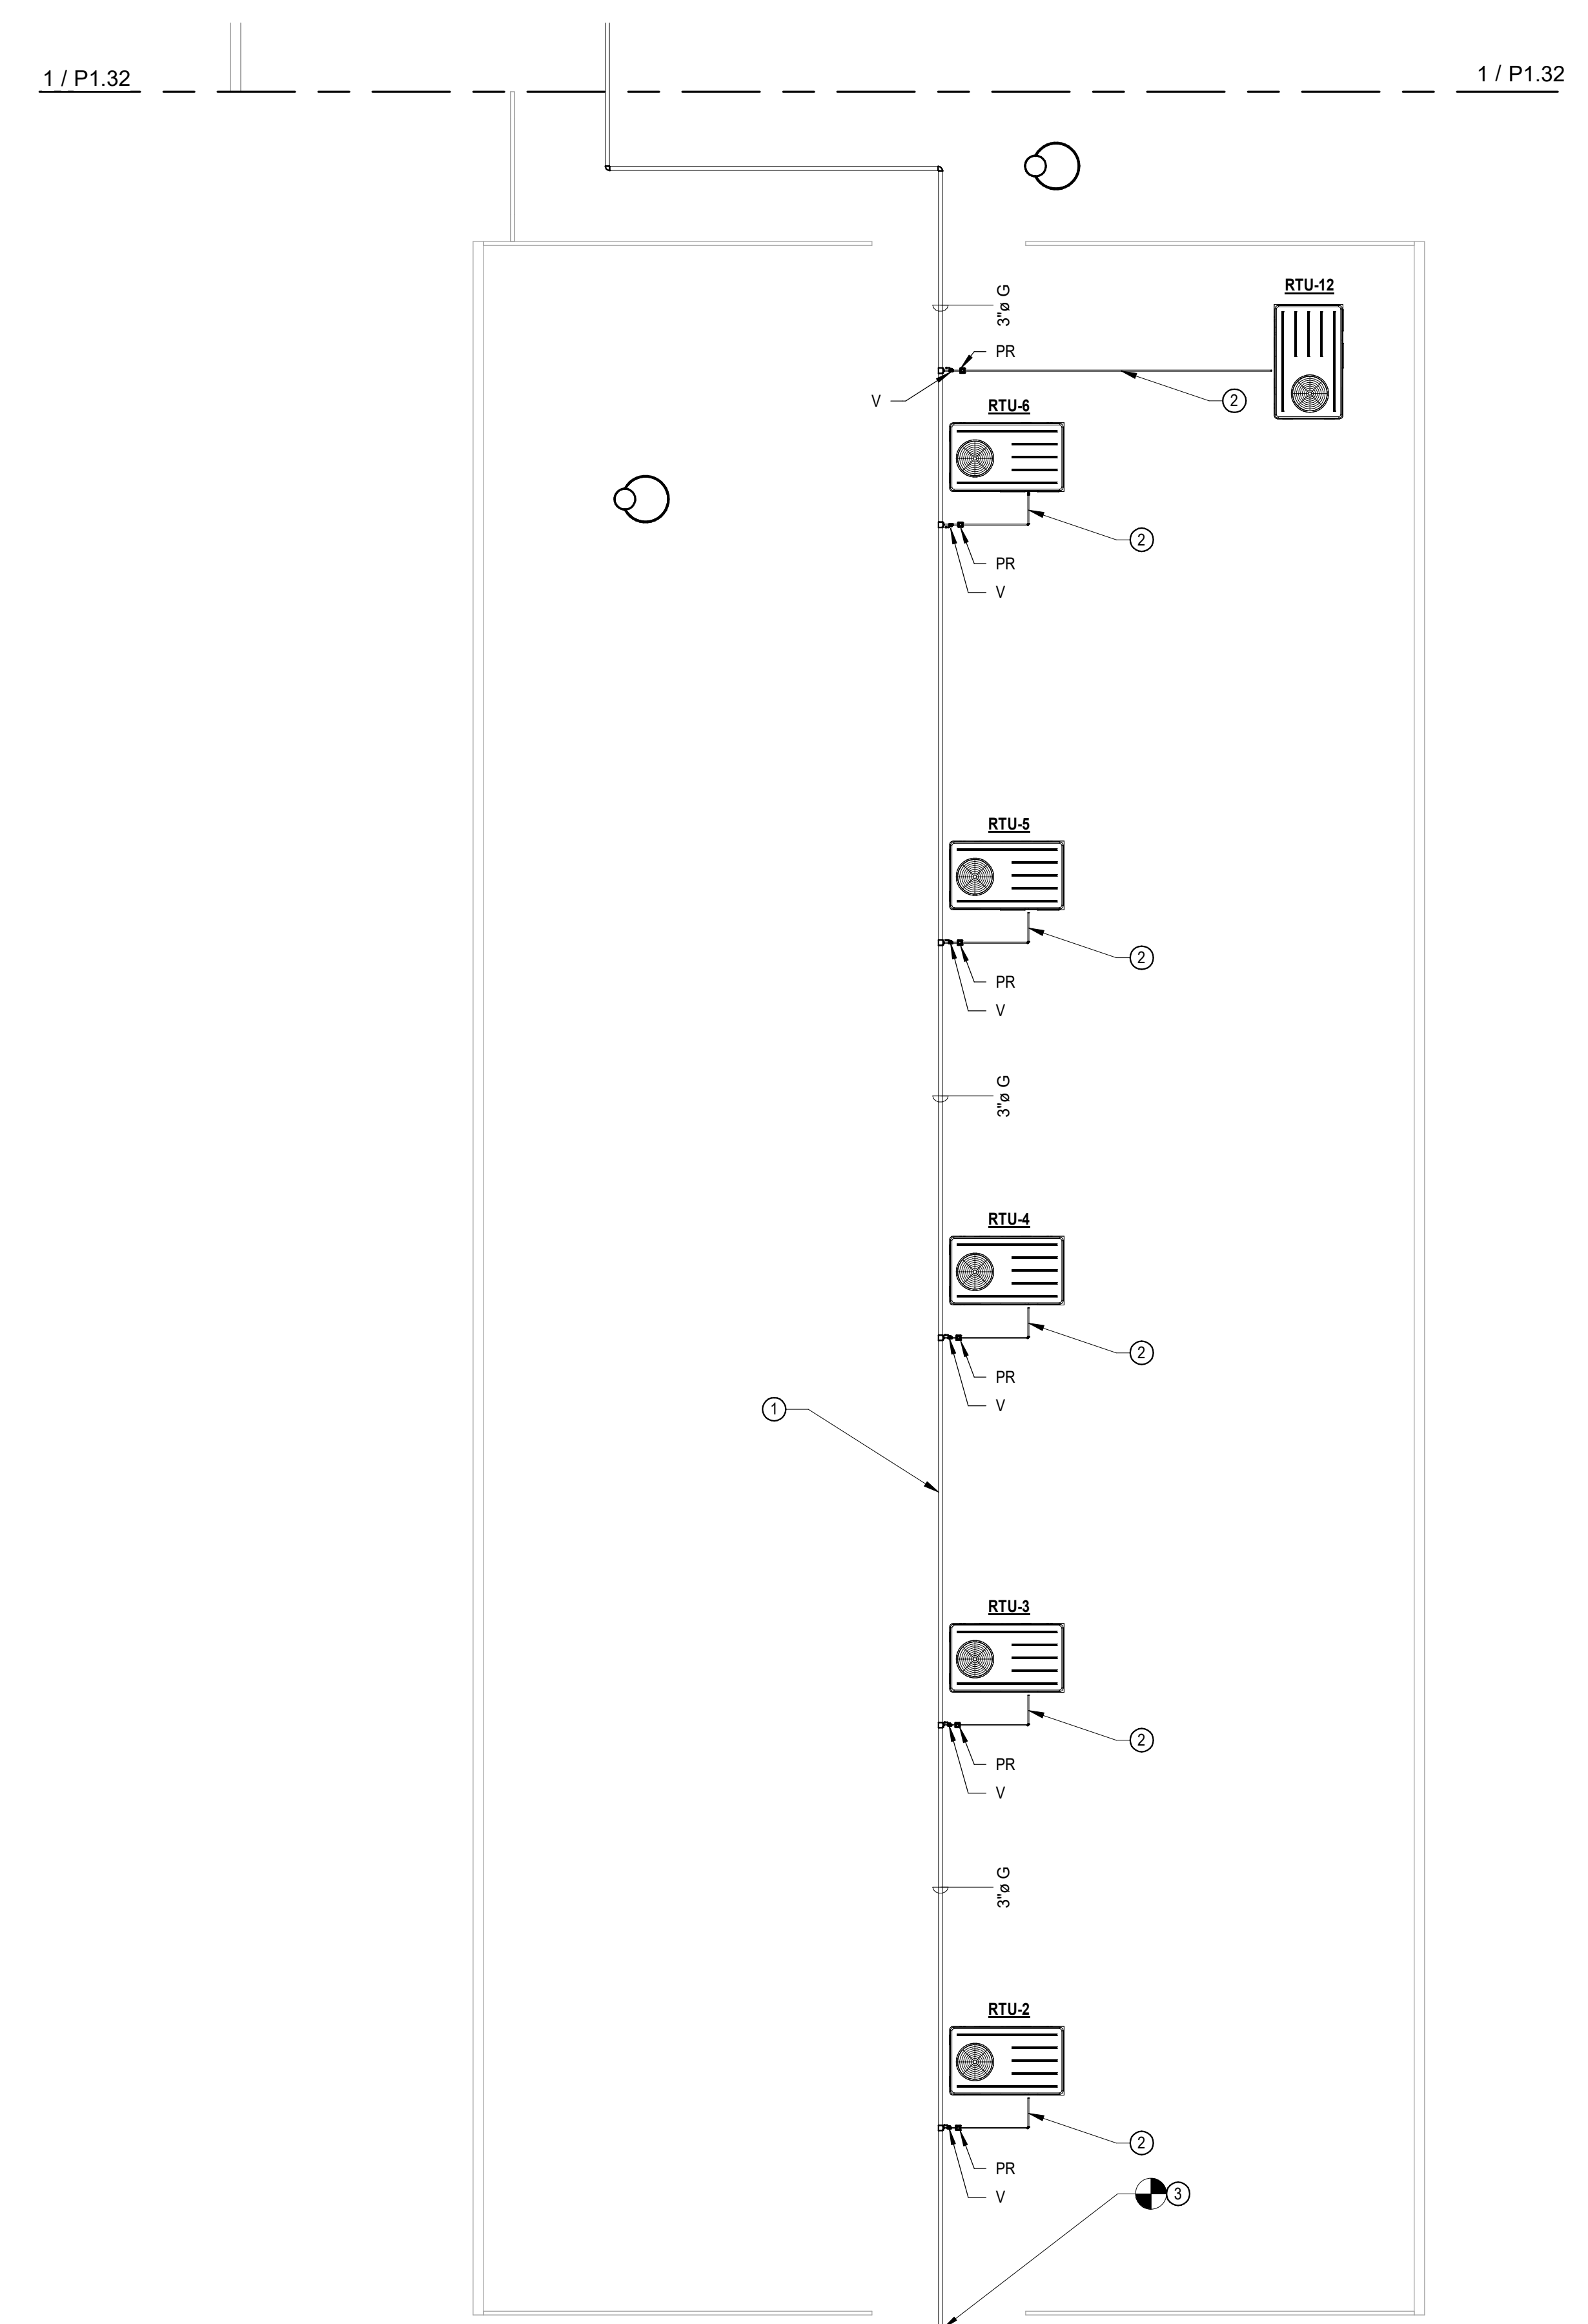 1 / P1.32
1 / P1.32
RTU-12
3"ø G
PR
V
2
RTU-6
2
PR
V
RTU-5
2
PR
V
3"ø G
RTU-4
2
PR
V
1
RTU-3
2
PR
V
3"ø G
RTU-2
2
PR
V
3